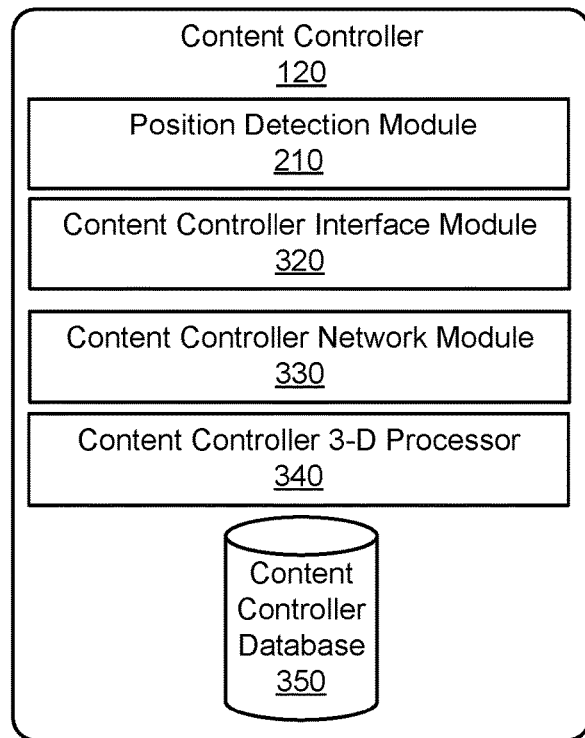 Content Controller
120
Position Detection Module
210
Content Controller Interface Module
320
Content Controller Network Module
330
Content Controller 3-D Processor
340
Content
Controller
Database
350